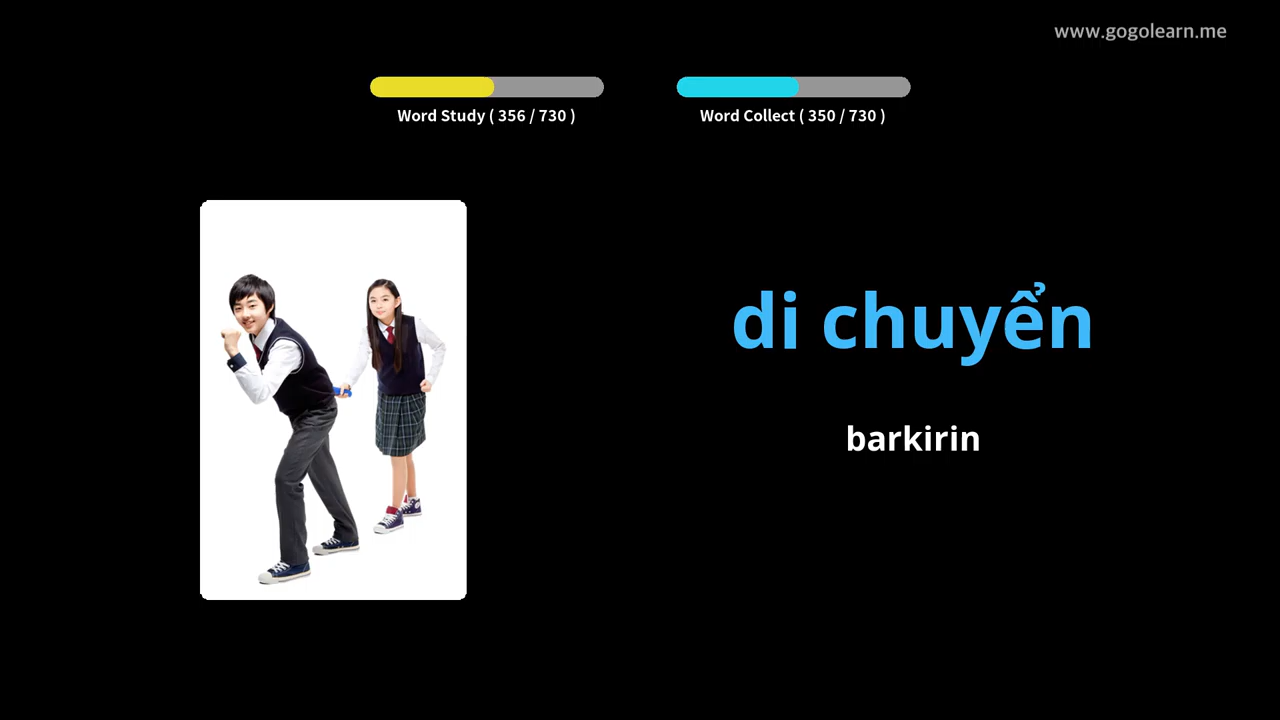 www.gogolearn.me
Word Study ( 356 / 730 )
Word Collect ( 350 / 730 )
di chuyển
barkirin